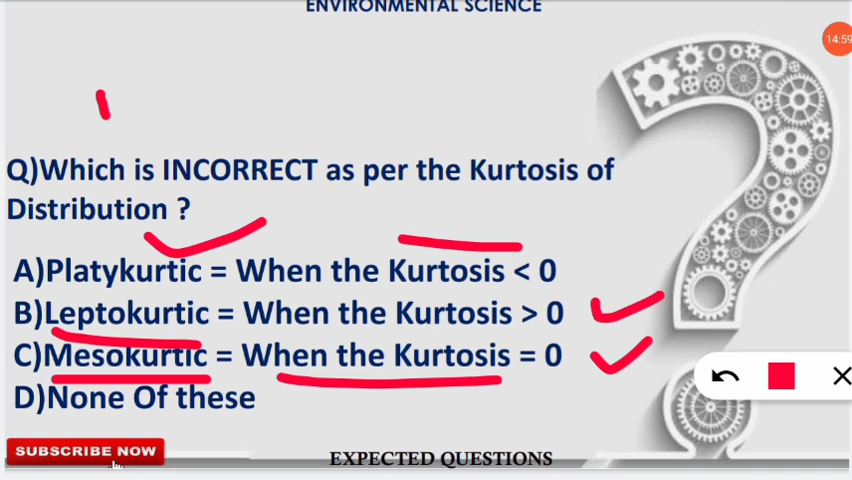 ENVIRONMENTAL SCIENCE
14:59
Q)Which is INCORRECT as per the Kurtosis of
Distribution ?
A)Platykurtic = When the Kurtosis < 0
B)Leptokurtic = When the Kurtosis > 0
C)Mesokurtic = When the Kurtosis = 0
D)None Of these
SUBSCRIBE NOW
EXPECTED QUESTIONS